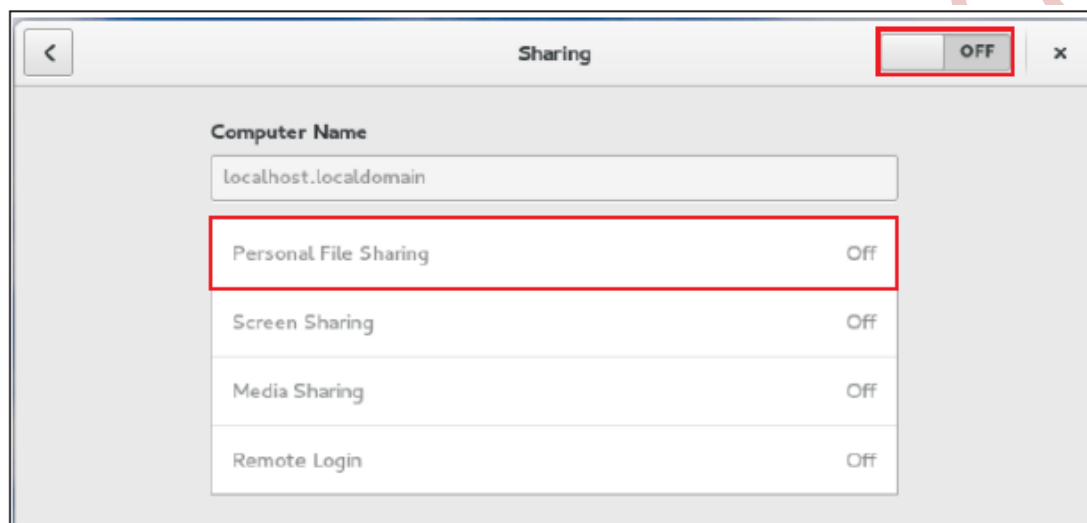 Sharing OFF ×
Computer Name
localhost.localdomain
Personal File Sharing Off
Screen Sharing Off
Media Sharing Off
Remote Login Off